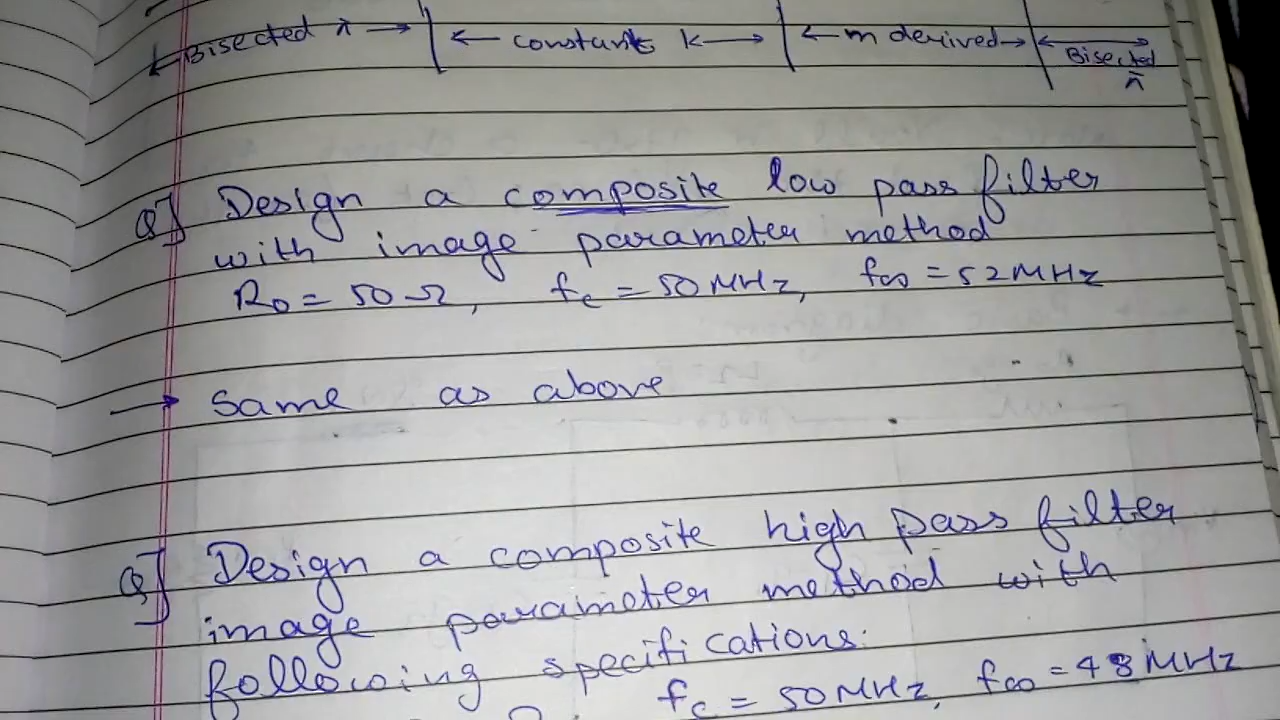 ← Bisected π → ← constant k → ← m derived → ← Bisected π →
Q] Design a composite low pass filter
with image parameter method
R0 = 50 Ω, fc = 50 MHz, f∞ = 52 MHz
→ Same as above
Q] Design a composite high pass filter
image parameter method with
following specifications:
fc = 50 MHz, f∞ = 48 MHz